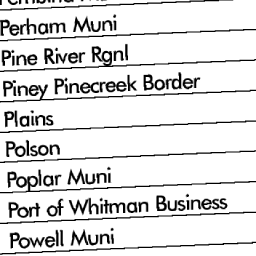 Perham Muni
Pine River Rgnl
Piney Pinecreek Border
Plains
Polson
Poplar Muni
Port of Whitman Business
Powell Muni